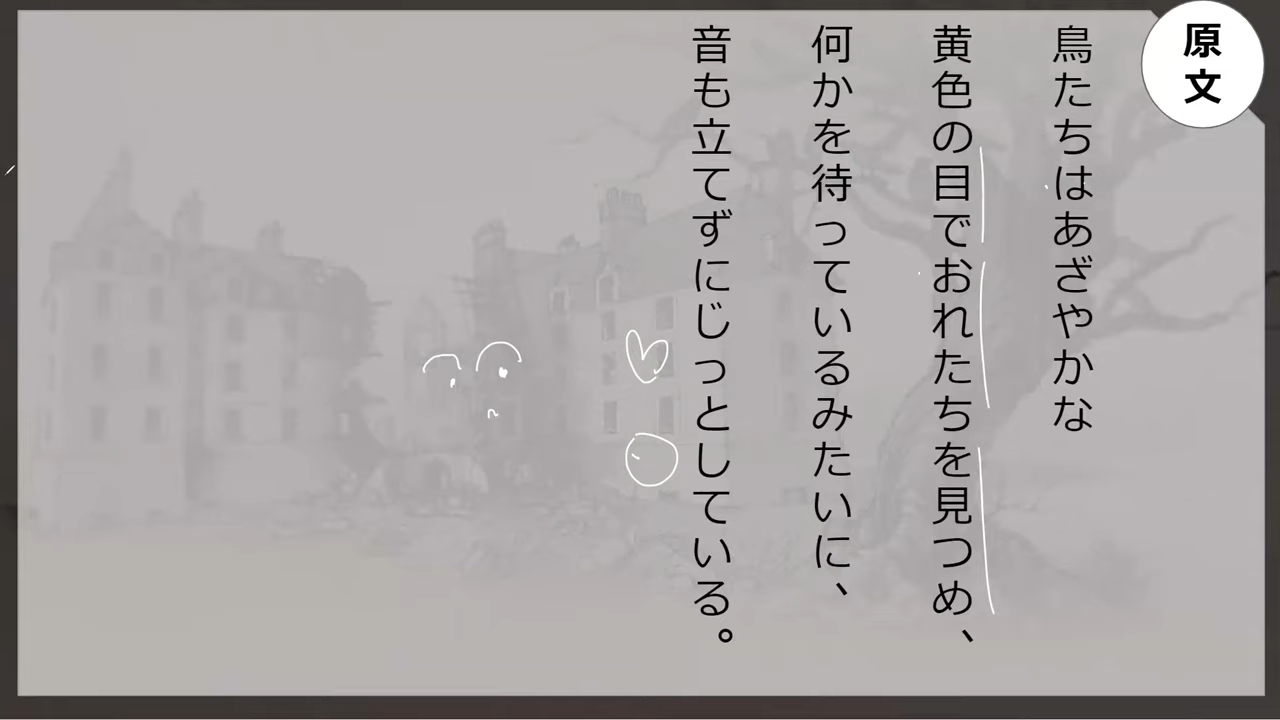 原文
鳥たちはあざやかな
黄色の目でおれたちを見つめ、
何かを待っているみたいに、
音も立てずにじっとしている。